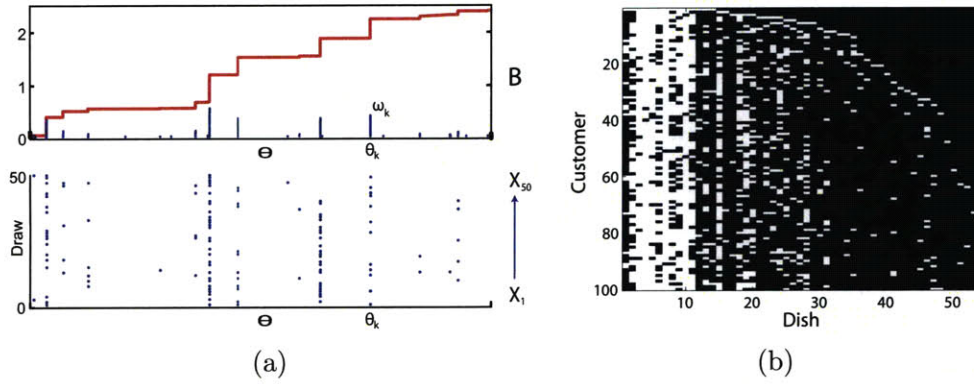 2
1
0
B
ω_k
Θ
θ_k
50
0
Draw
X_50
X_1
Θ
θ_k
(a)
20
40
60
80
100
Customer
10
20
30
40
50
Dish
(b)